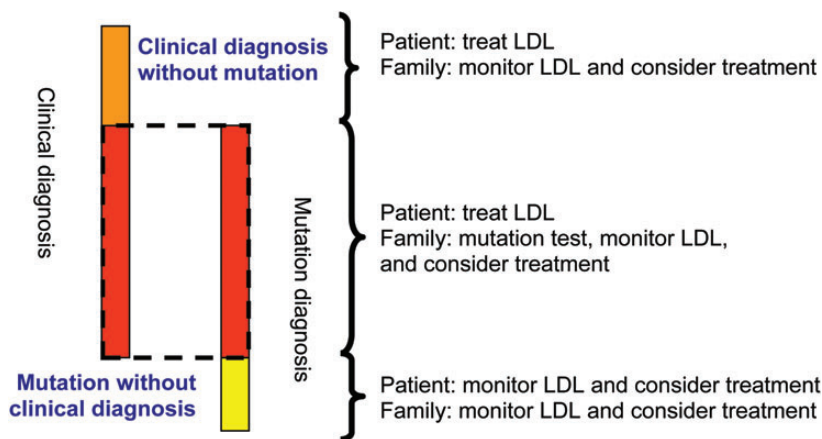 Clinical diagnosis
without mutation
Patient: treat LDL
Family: monitor LDL and consider treatment
Clinical diagnosis
Mutation diagnosis
Patient: treat LDL
Family: mutation test, monitor LDL,
and consider treatment
Mutation without
clinical diagnosis
Patient: monitor LDL and consider treatment
Family: monitor LDL and consider treatment